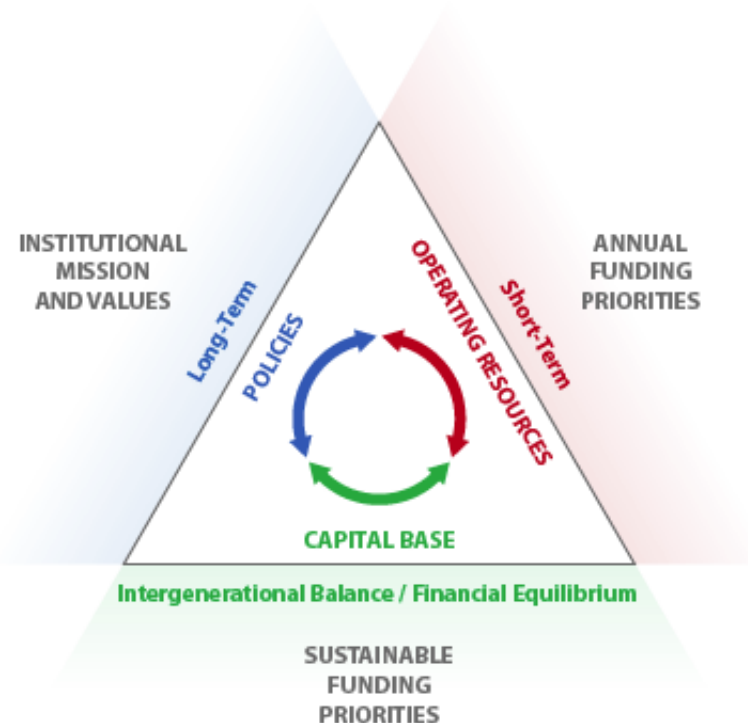 INSTITUTIONAL
MISSION
AND VALUES
Long-Term
POLICIES
OPERATING RESOURCES
Short-Term
ANNUAL
FUNDING
PRIORITIES
CAPITAL BASE
Intergenerational Balance / Financial Equilibrium
SUSTAINABLE
FUNDING
PRIORITIES